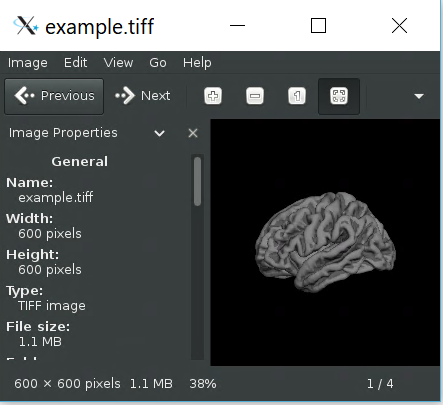 example.tiff
Image Edit View Go Help
Previous Next 1
Image Properties
General
Name:
example.tiff
Width:
600 pixels
Height:
600 pixels
Type:
TIFF image
File size:
1.1 MB
600 × 600 pixels 1.1 MB 38% 1 / 4